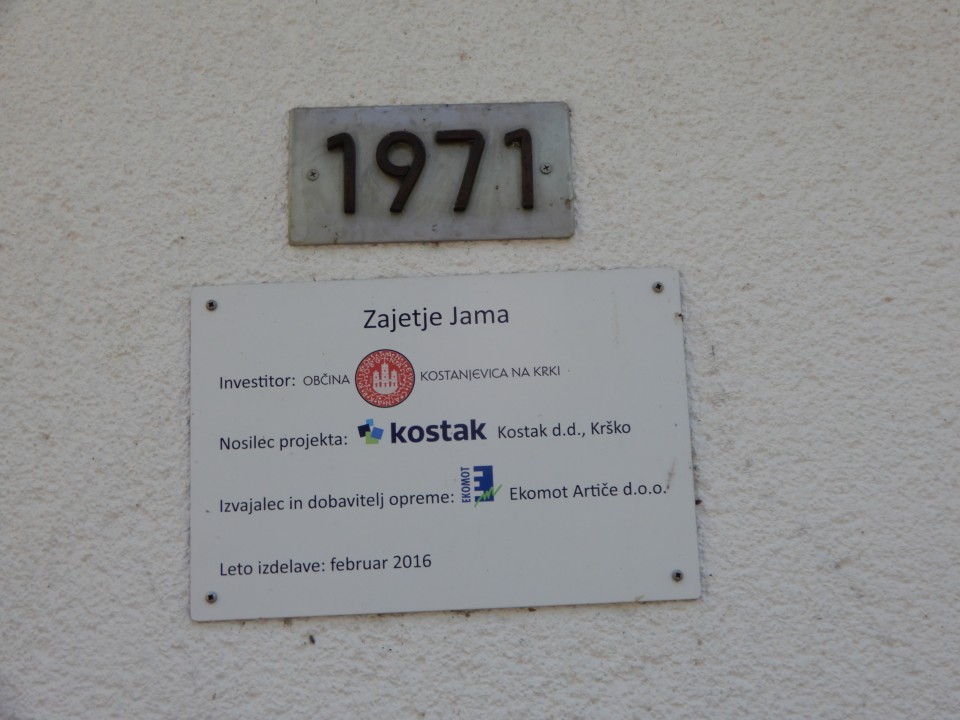 1971
Zajetje Jama
Investitor: OBČINA KOSTANJEVICA NA KRKI
Nosilec projekta: kostak Kostak d.d., Krško
Izvajalec in dobavitelj opreme: EKOMOT Ekomot Artiče d.o.o.
Leto izdelave: februar 2016